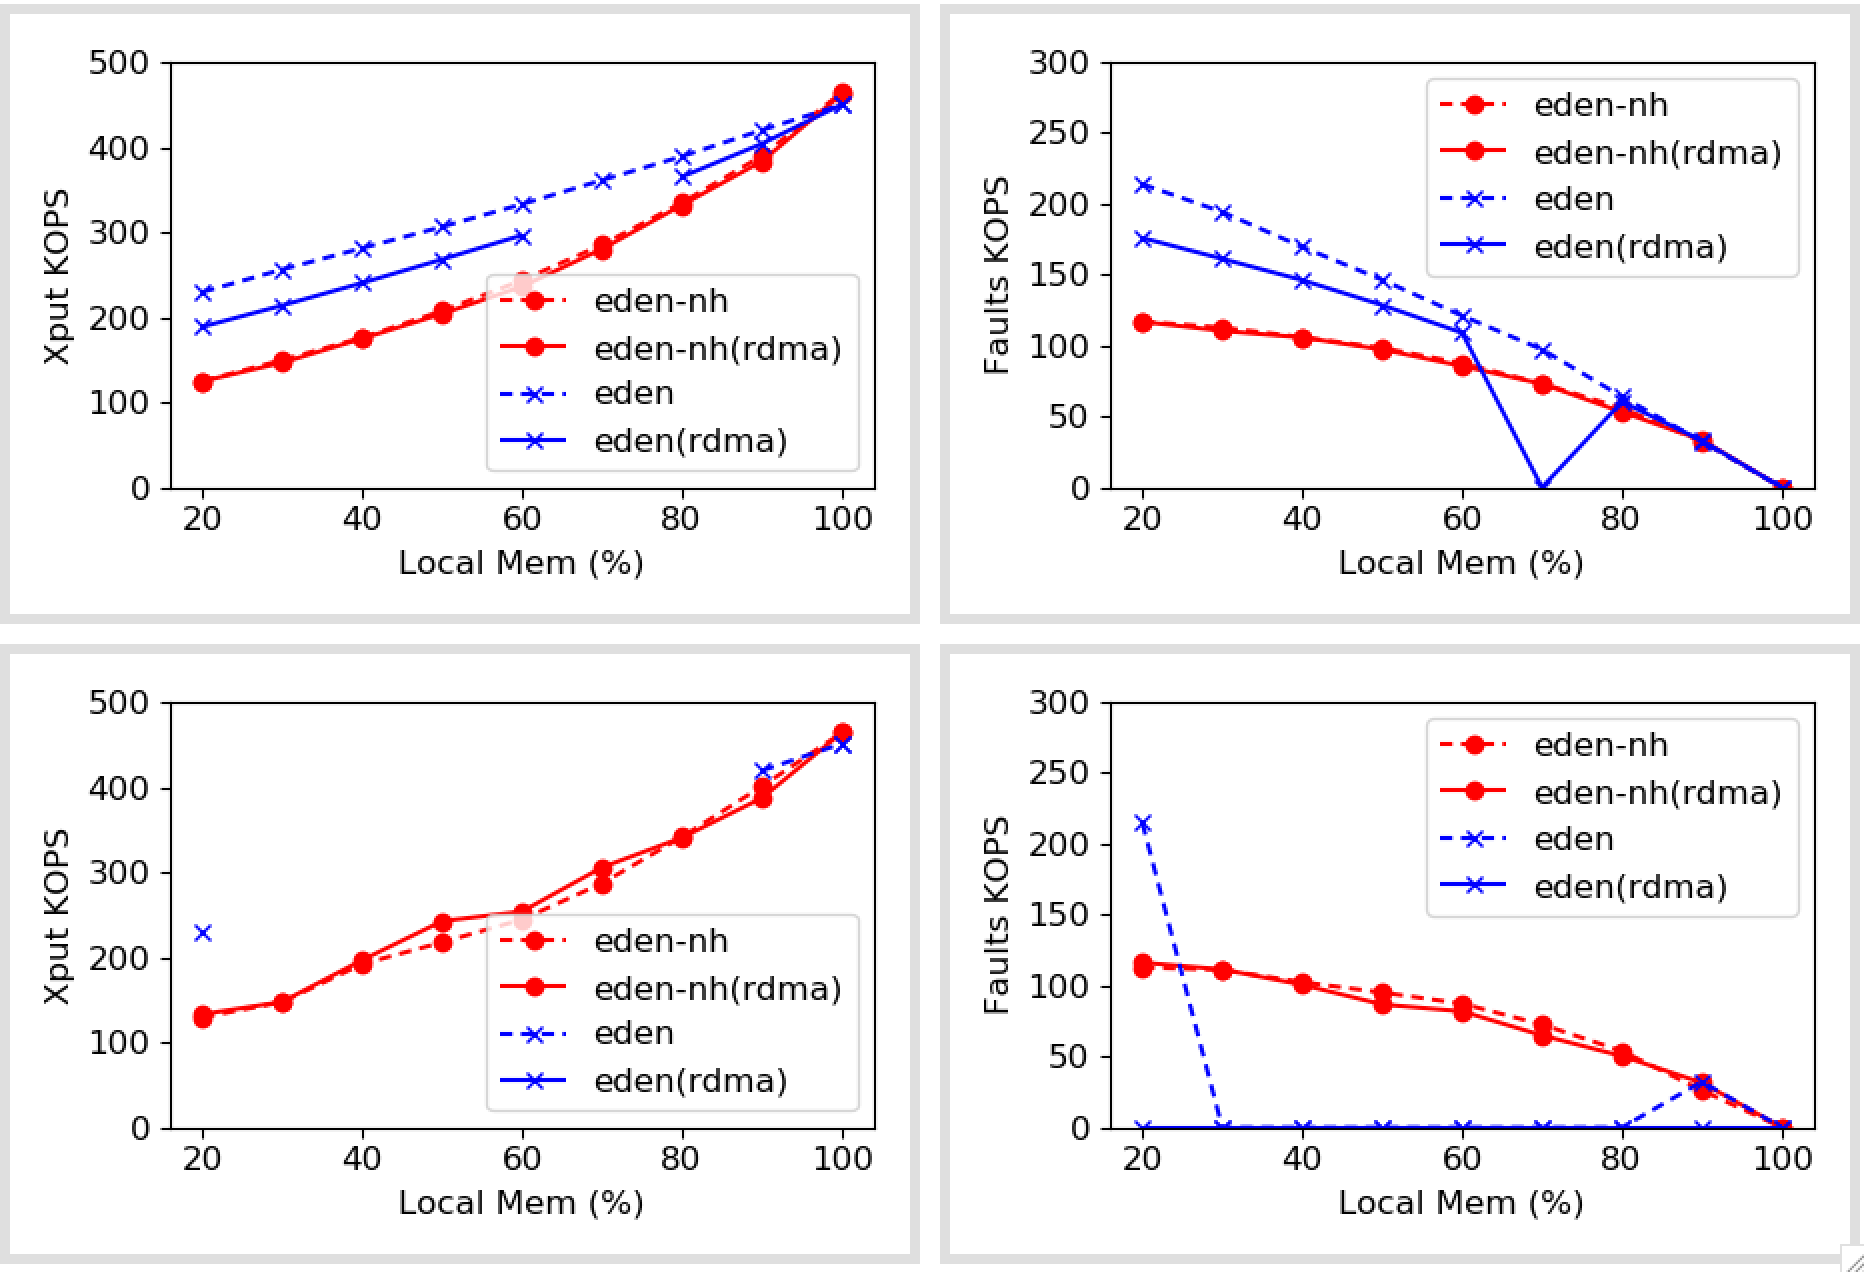 500
400
300
200
100
0
Xput KOPS
20 40 60 80 100
Local Mem (%)
eden-nh
eden-nh(rdma)
eden
eden(rdma)
300
250
200
150
100
50
0
Faults KOPS
20 40 60 80 100
Local Mem (%)
eden-nh
eden-nh(rdma)
eden
eden(rdma)
500
400
300
200
100
0
Xput KOPS
20 40 60 80 100
Local Mem (%)
eden-nh
eden-nh(rdma)
eden
eden(rdma)
300
250
200
150
100
50
0
Faults KOPS
20 40 60 80 100
Local Mem (%)
eden-nh
eden-nh(rdma)
eden
eden(rdma)